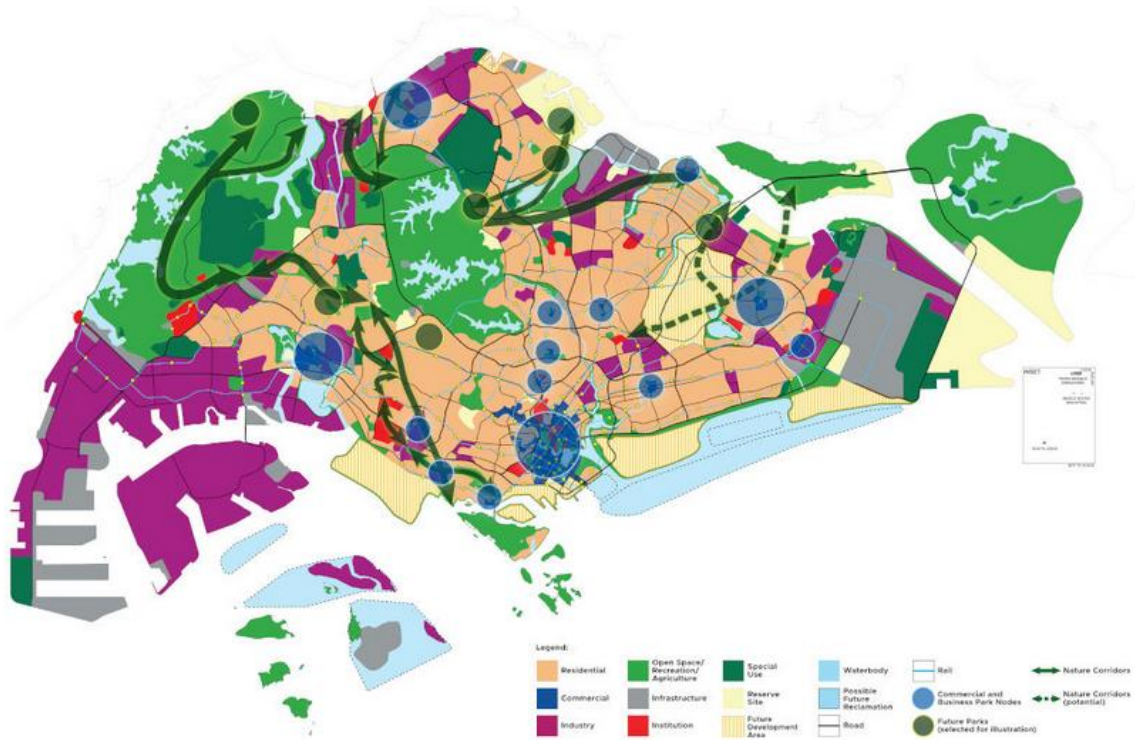 Legend:
Residential
Commercial
Industry
Open Space/
Recreation/
Agriculture
Infrastructure
Institution
Special
Use
Reserve
Site
Future
Development
Area
Waterbody
Possible
Future
Reclamation
Road
Rail
Commercial and
Business Park Nodes
Future Parks
(selected for illustration)
Nature Corridors
Nature Corridors
(potential)
INSET